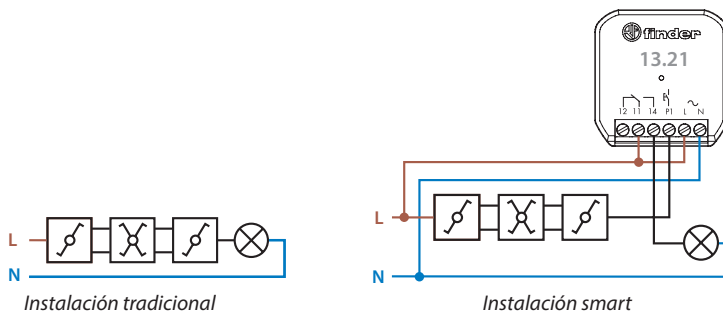 finder
13.21
12 11 14 P1 L N
L
N
Instalación tradicional
L
N
Instalación smart